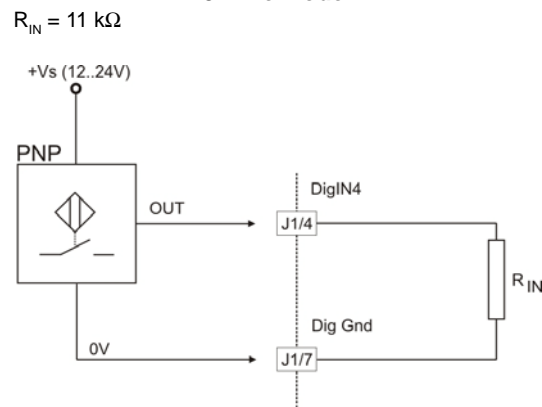 R_IN = 11 kΩ
+Vs (12..24V)
PNP
DigIN4
OUT
J1/4
R_IN
Dig Gnd
0V
J1/7